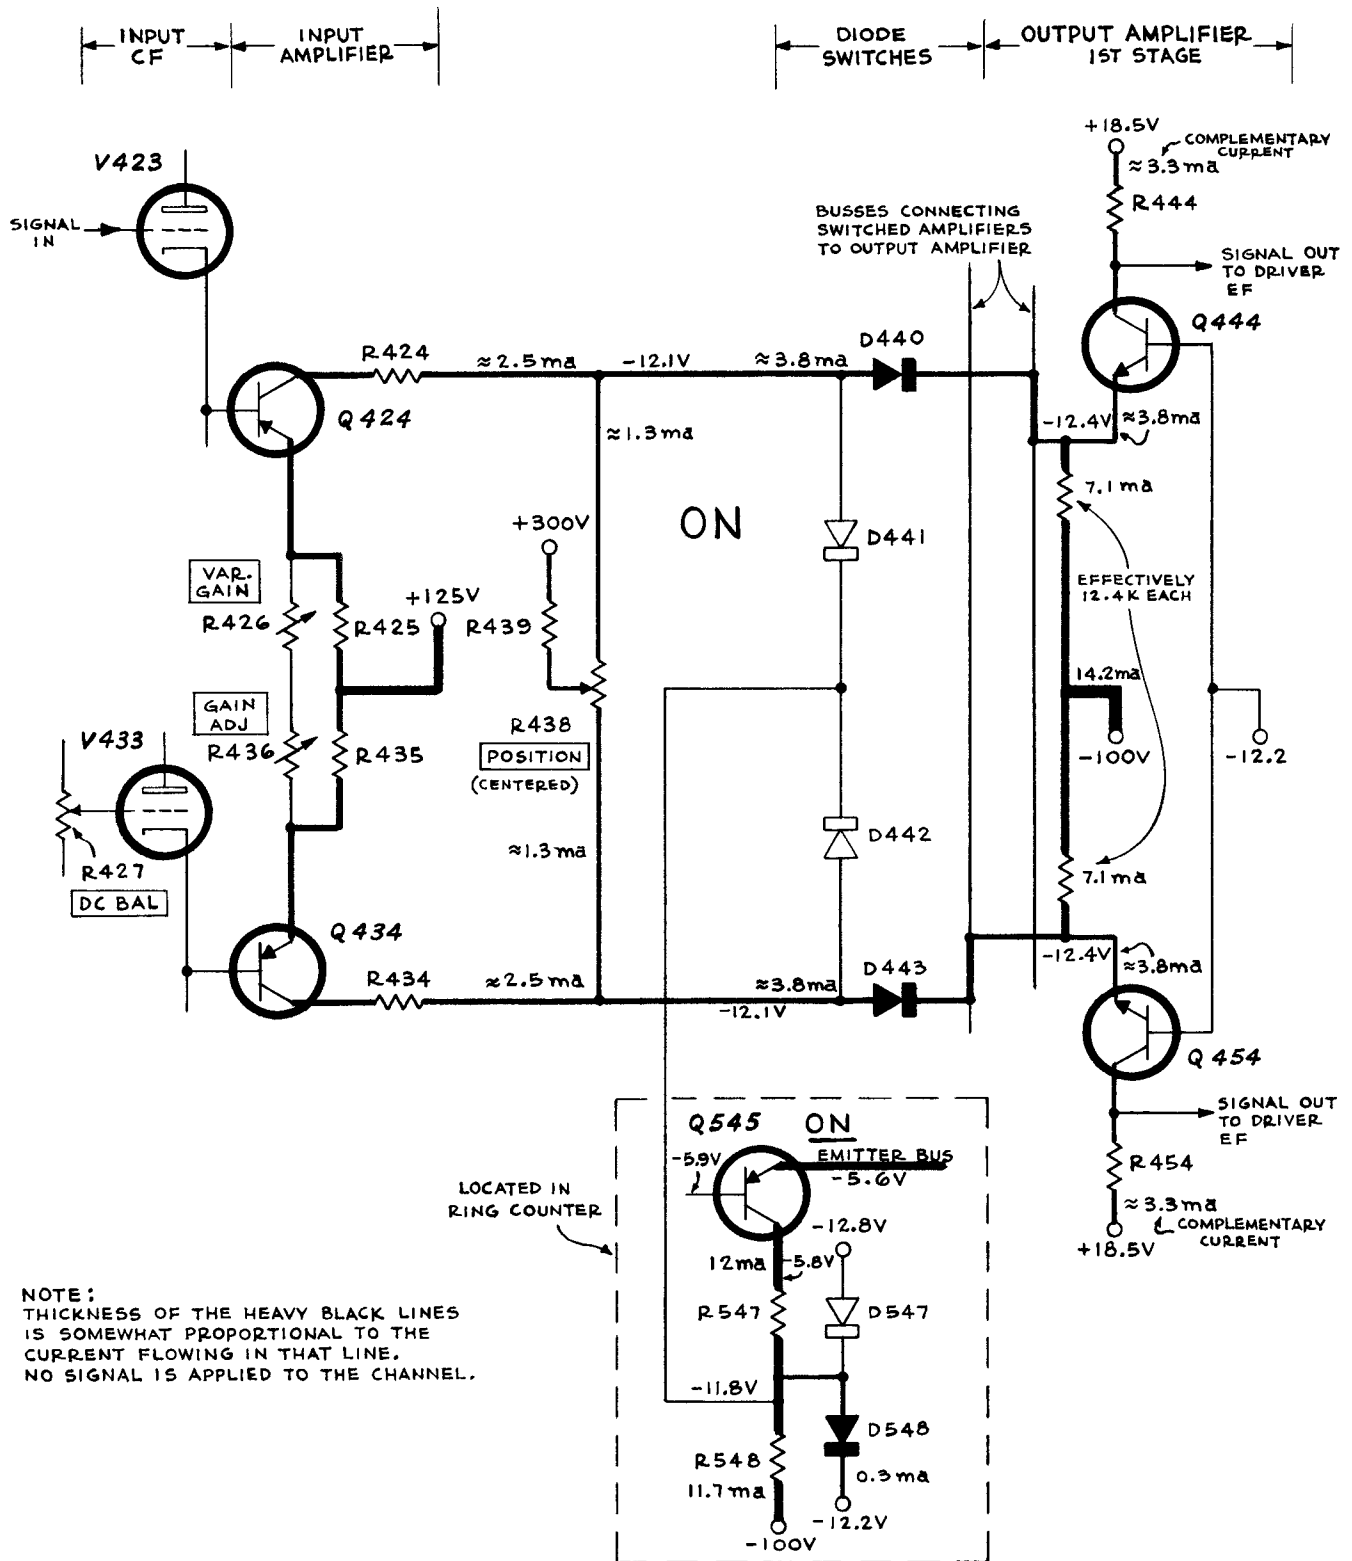 INPUT
CF
INPUT
AMPLIFIER
DIODE
SWITCHES
OUTPUT AMPLIFIER
1ST STAGE
+18.5V
COMPLEMENTARY
CURRENT
≈3.3ma
R444
V423
SIGNAL
IN
BUSSES CONNECTING
SWITCHED AMPLIFIERS
TO OUTPUT AMPLIFIER
SIGNAL OUT
TO DRIVER
EF
Q444
D440
R424
≈2.5ma
-12.1V
≈3.8ma
Q424
≈1.3ma
-12.4V
≈3.8ma
7.1ma
+300V
ON
D441
EFFECTIVELY
12.4K EACH
VAR.
GAIN
R426
R425
+125V
R439
14.2ma
GAIN
ADJ
R436
R435
R438
POSITION
(CENTERED)
-100V
-12.2
V433
R427
DC BAL
D442
≈1.3ma
7.1ma
Q434
R434
≈2.5ma
≈3.8ma
-12.1V
D443
-12.4V
≈3.8ma
Q454
SIGNAL OUT
TO DRIVER
EF
R454
≈3.3ma
COMPLEMENTARY
CURRENT
+18.5V
Q545
ON
-5.9V
EMITTER BUS
-5.6V
LOCATED IN
RING COUNTER
-12.8V
12ma
-5.8V
R547
D547
-11.8V
D548
R548
11.7ma
0.3ma
-12.2V
-100V
NOTE:
THICKNESS OF THE HEAVY BLACK LINES
IS SOMEWHAT PROPORTIONAL TO THE
CURRENT FLOWING IN THAT LINE.
NO SIGNAL IS APPLIED TO THE CHANNEL.